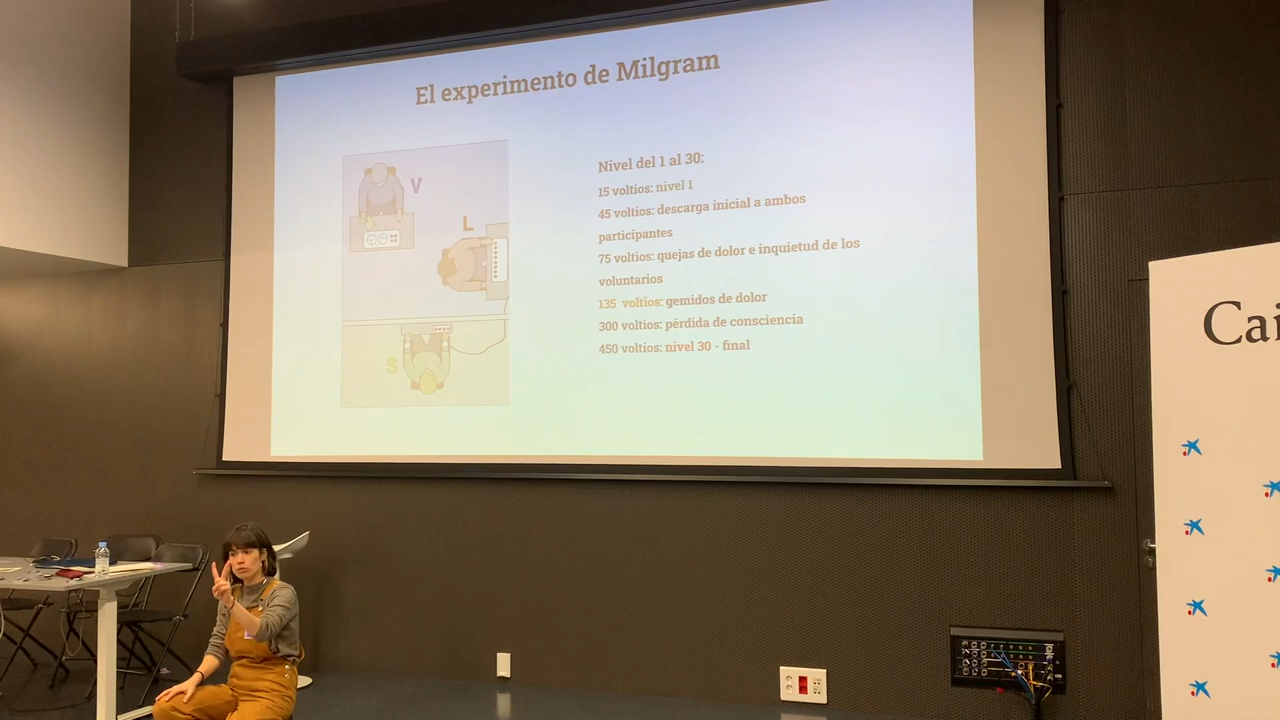 El experimento de Milgram
V
L
S
Nivel del 1 al 30:
15 voltios: nivel 1
45 voltios: descarga inicial a ambos
participantes
75 voltios: quejas de dolor e inquietud de los
voluntarios
135 voltios: gemidos de dolor
300 voltios: pérdida de consciencia
450 voltios: nivel 30 - final
Cai